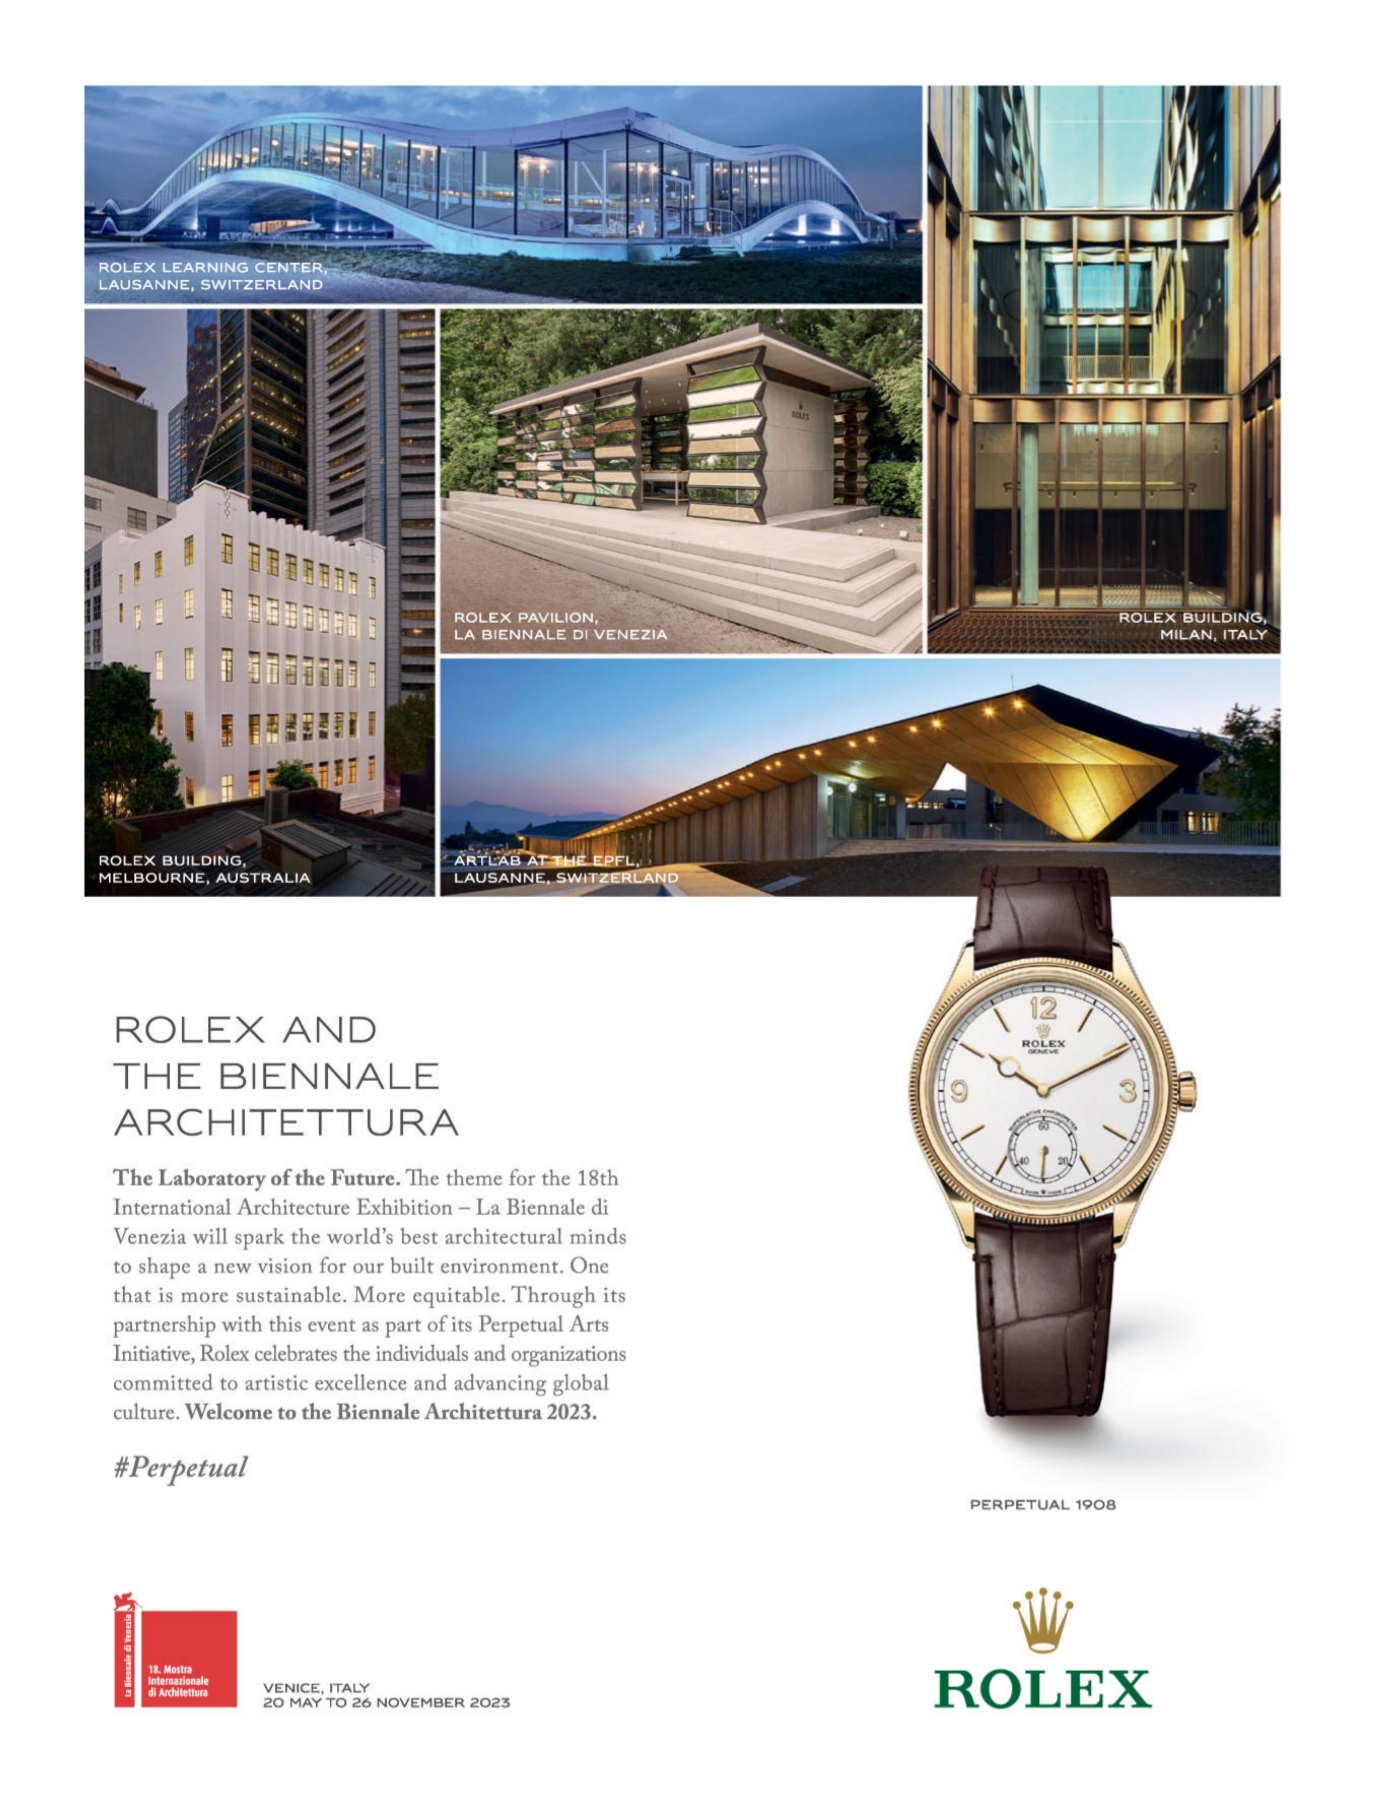 ROLEX LEARNING CENTER,
LAUSANNE, SWITZERLAND
ROLEX
ROLEX PAVILION,
LA BIENNALE DI VENEZIA
ROLEX BUILDING,
MILAN, ITALY
ROLEX BUILDING,
MELBOURNE, AUSTRALIA
ARTLAB AT THE EPFL,
LAUSANNE, SWITZERLAND
12
ROLEX
GENEVE
9
3
SUPERLATIVE CHRONOMETER
60
40 20
SWISS MADE
ROLEX AND
THE BIENNALE
ARCHITETTURA
The Laboratory of the Future. The theme for the 18th
International Architecture Exhibition – La Biennale di
Venezia will spark the world’s best architectural minds
to shape a new vision for our built environment. One
that is more sustainable. More equitable. Through its
partnership with this event as part of its Perpetual Arts
Initiative, Rolex celebrates the individuals and organizations
committed to artistic excellence and advancing global
culture. Welcome to the Biennale Architettura 2023.
#Perpetual
PERPETUAL 1908
La Biennale di Venezia
18. Mostra
Internazionale
di Architettura
VENICE, ITALY
20 MAY TO 26 NOVEMBER 2023
ROLEX